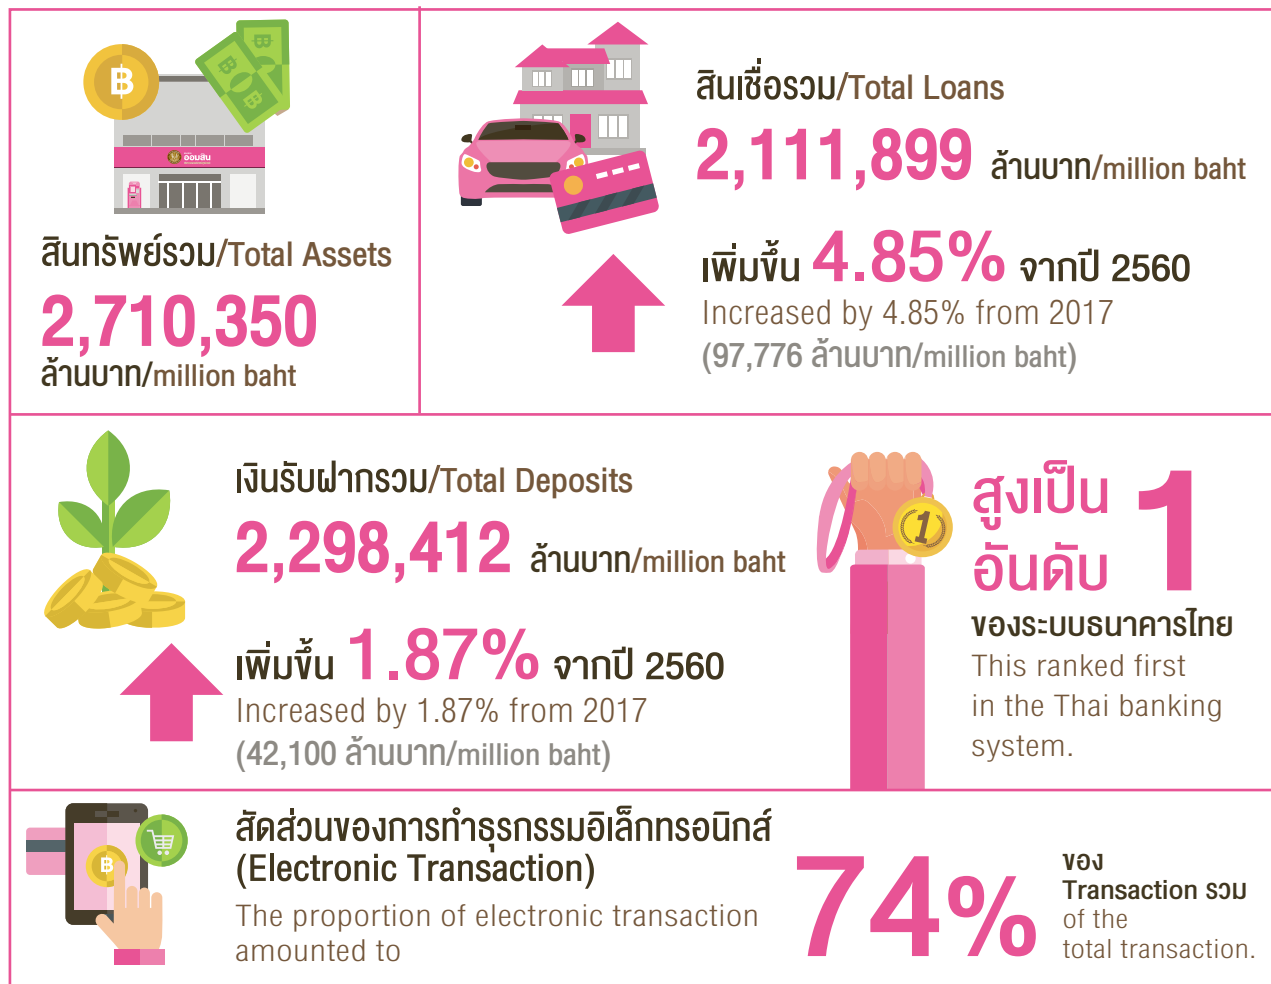 B
ออมสิน
สินทรัพย์รวม/Total Assets
2,710,350
ล้านบาท/million baht
สินเชื่อรวม/Total Loans
2,111,899 ล้านบาท/million baht
เพิ่มขึ้น 4.85% จากปี 2560
Increased by 4.85% from 2017
(97,776 ล้านบาท/million baht)
เงินรับฝากรวม/Total Deposits
2,298,412 ล้านบาท/million baht
เพิ่มขึ้น 1.87% จากปี 2560
Increased by 1.87% from 2017
(42,100 ล้านบาท/million baht)
1
สูงเป็น
อันดับ 1
ของระบบธนาคารไทย
This ranked first
in the Thai banking
system.
B
สัดส่วนของการทำธุรกรรมอิเล็กทรอนิกส์
(Electronic Transaction)
The proportion of electronic transaction
amounted to
74%
ของ
Transaction รวม
of the
total transaction.